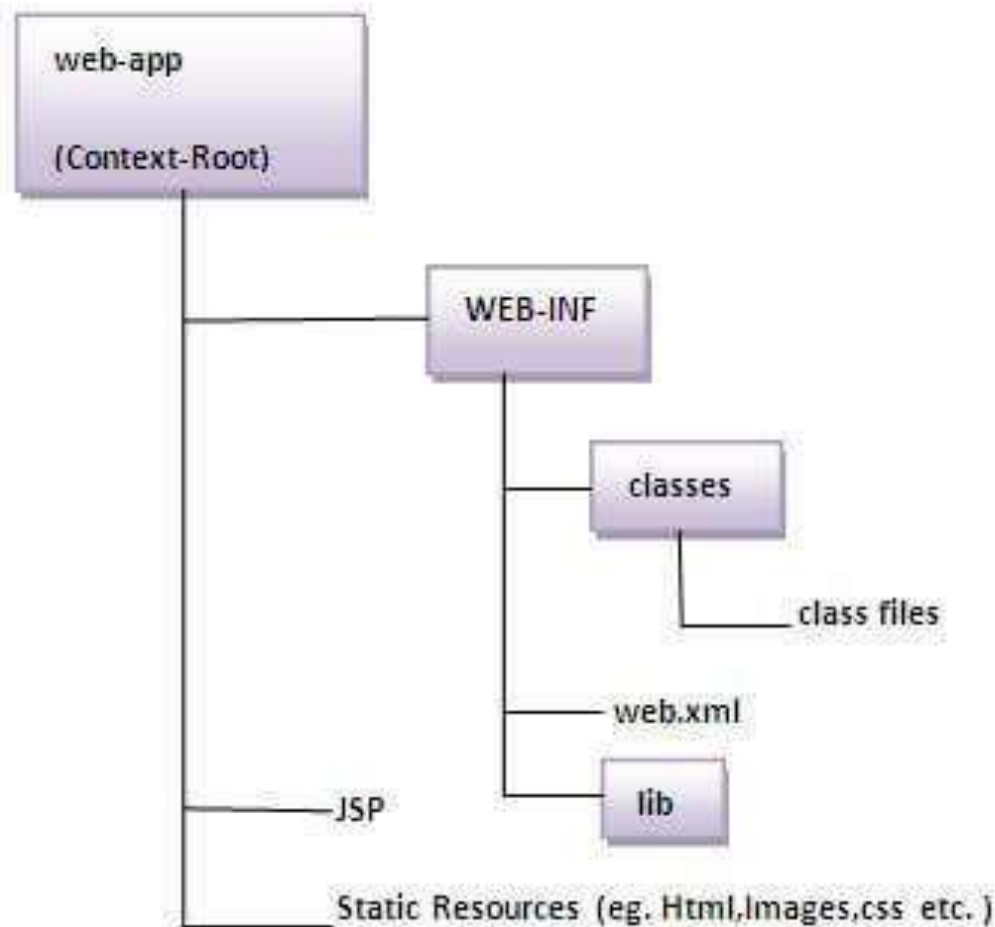 web-app
(Context-Root)
WEB-INF
classes
class files
web.xml
lib
JSP
Static Resources (eg. Html,Images,css etc. )